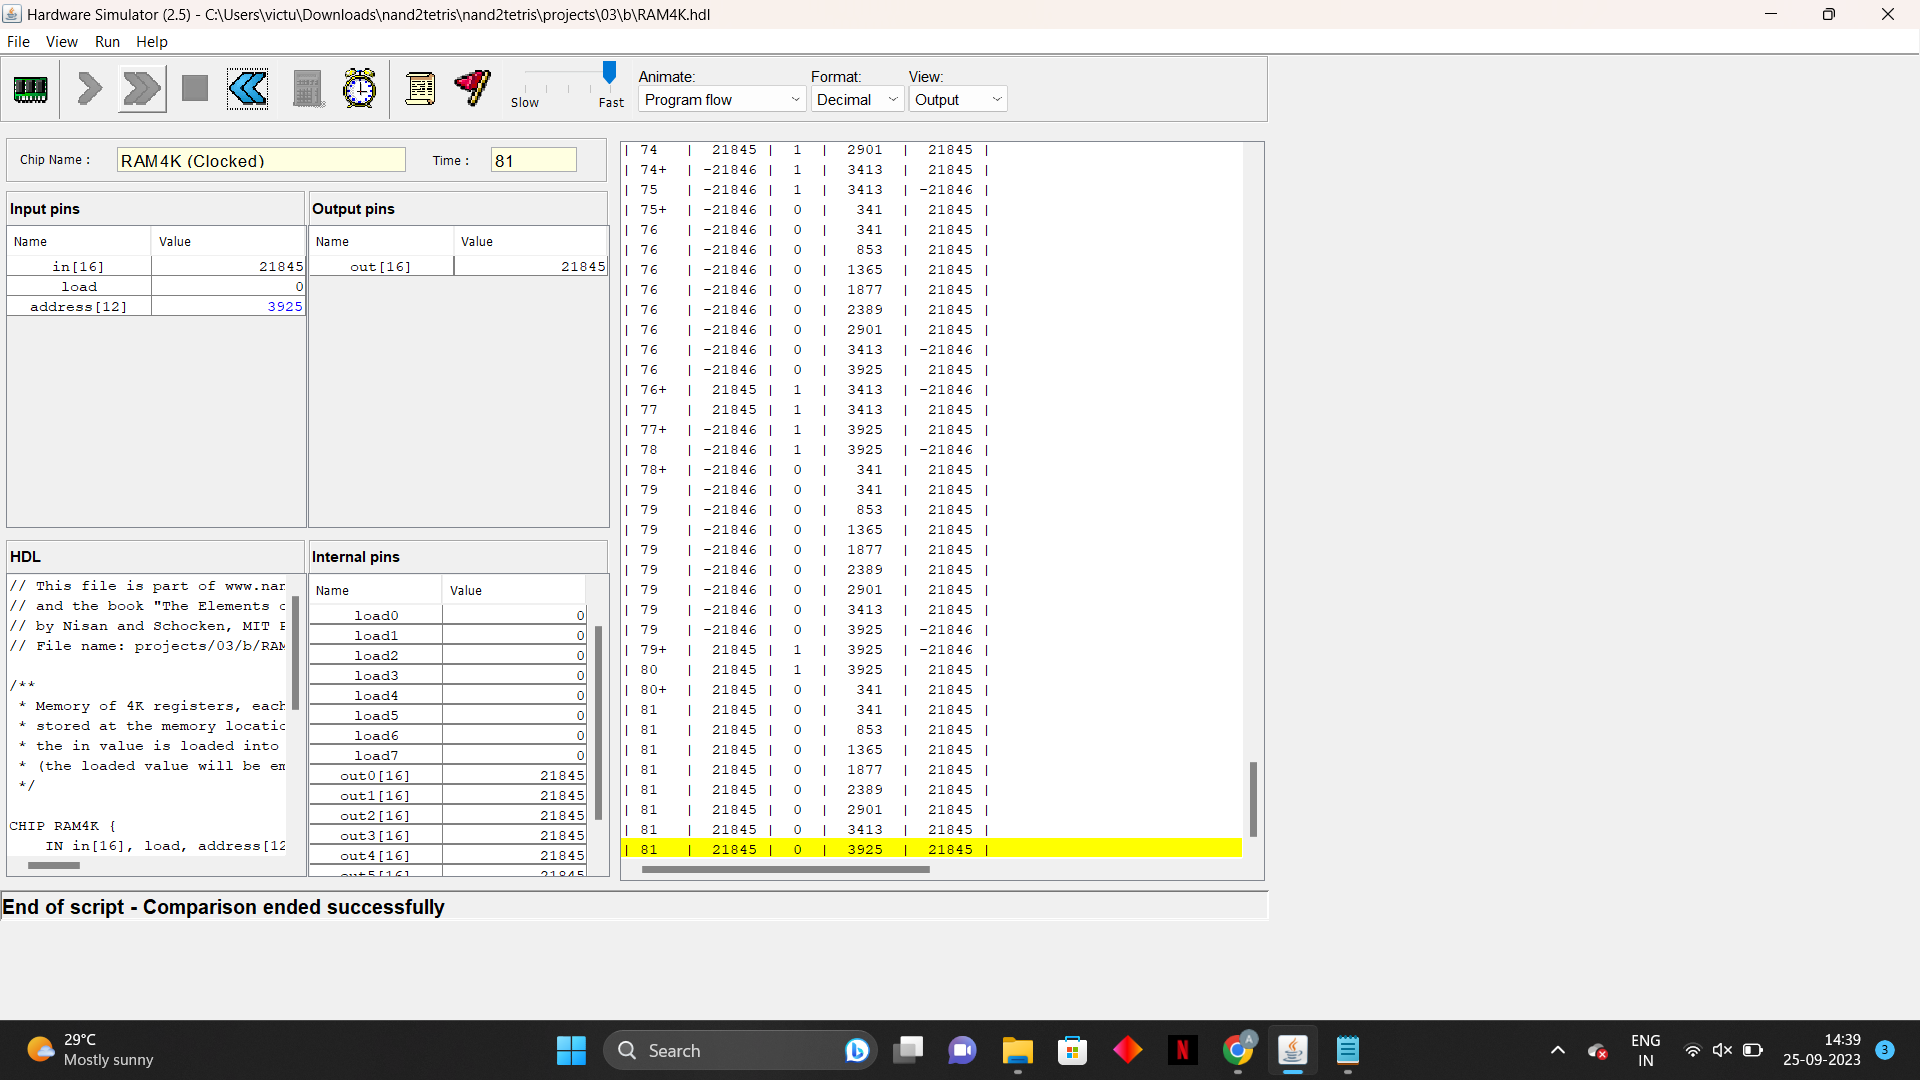 Hardware Simulator (2.5) - C:\Users\victu\Downloads\nand2tetris\nand2tetris\projects\03\b\RAM4K.hdl
File View Run Help
Slow Fast
Animate: Format: View:
Program flow Decimal Output
Chip Name : RAM4K (Clocked) Time : 81
Input pins
Name Value
in[16] 21845
load 0
address[12] 3925
Output pins
Name Value
out[16] 21845
HDL
// This file is part of www.nan
// and the book "The Elements
// by Nisan and Schocken, MIT
// File name: projects/03/b/RAM
/**
* Memory of 4K registers, each
* stored at the memory locatio
* the in value is loaded into
* (the loaded value will be em
*/
CHIP RAM4K {
IN in[16], load, address[12
Internal pins
Name Value
load0 0
load1 0
load2 0
load3 0
load4 0
load5 0
load6 0
load7 0
out0[16] 21845
out1[16] 21845
out2[16] 21845
out3[16] 21845
out4[16] 21845
out5[16] 21845
| 74 | 21845 | 1 | 2901 | 21845 |
| 74+ | -21846 | 1 | 3413 | 21845 |
| 75 | -21846 | 1 | 3413 | -21846 |
| 75+ | -21846 | 0 | 341 | 21845 |
| 76 | -21846 | 0 | 341 | 21845 |
| 76 | -21846 | 0 | 853 | 21845 |
| 76 | -21846 | 0 | 1365 | 21845 |
| 76 | -21846 | 0 | 1877 | 21845 |
| 76 | -21846 | 0 | 2389 | 21845 |
| 76 | -21846 | 0 | 2901 | 21845 |
| 76 | -21846 | 0 | 3413 | -21846 |
| 76 | -21846 | 0 | 3925 | 21845 |
| 76+ | 21845 | 1 | 3413 | -21846 |
| 77 | 21845 | 1 | 3413 | 21845 |
| 77+ | -21846 | 1 | 3925 | 21845 |
| 78 | -21846 | 1 | 3925 | -21846 |
| 78+ | -21846 | 0 | 341 | 21845 |
| 79 | -21846 | 0 | 341 | 21845 |
| 79 | -21846 | 0 | 853 | 21845 |
| 79 | -21846 | 0 | 1365 | 21845 |
| 79 | -21846 | 0 | 1877 | 21845 |
| 79 | -21846 | 0 | 2389 | 21845 |
| 79 | -21846 | 0 | 2901 | 21845 |
| 79 | -21846 | 0 | 3413 | 21845 |
| 79 | -21846 | 0 | 3925 | -21846 |
| 79+ | 21845 | 1 | 3925 | -21846 |
| 80 | 21845 | 1 | 3925 | 21845 |
| 80+ | 21845 | 0 | 341 | 21845 |
| 81 | 21845 | 0 | 341 | 21845 |
| 81 | 21845 | 0 | 853 | 21845 |
| 81 | 21845 | 0 | 1365 | 21845 |
| 81 | 21845 | 0 | 1877 | 21845 |
| 81 | 21845 | 0 | 2389 | 21845 |
| 81 | 21845 | 0 | 2901 | 21845 |
| 81 | 21845 | 0 | 3413 | 21845 |
| 81 | 21845 | 0 | 3925 | 21845 |
End of script - Comparison ended successfully
29°C
Mostly sunny
Search
A
N
ENG
IN
14:39
25-09-2023
3